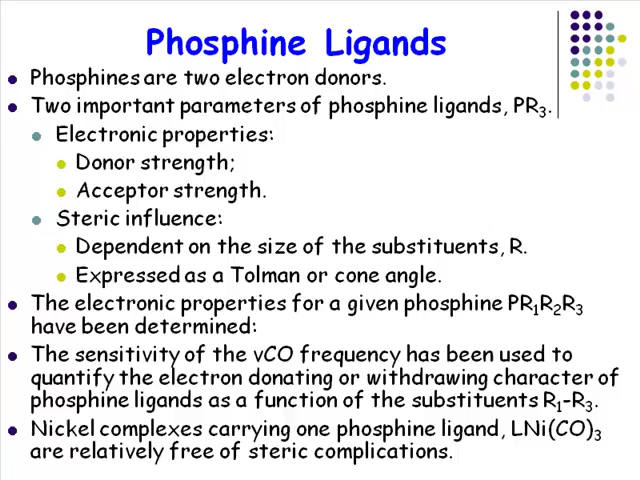 Phosphine Ligands
Phosphines are two electron donors.
Two important parameters of phosphine ligands, PR3.
Electronic properties:
Donor strength;
Acceptor strength.
Steric influence:
Dependent on the size of the substituents, R.
Expressed as a Tolman or cone angle.
The electronic properties for a given phosphine PR1R2R3
have been determined:
The sensitivity of the vCO frequency has been used to
quantify the electron donating or withdrawing character of
phosphine ligands as a function of the substituents R1-R3.
Nickel complexes carrying one phosphine ligand, LNi(CO)3
are relatively free of steric complications.